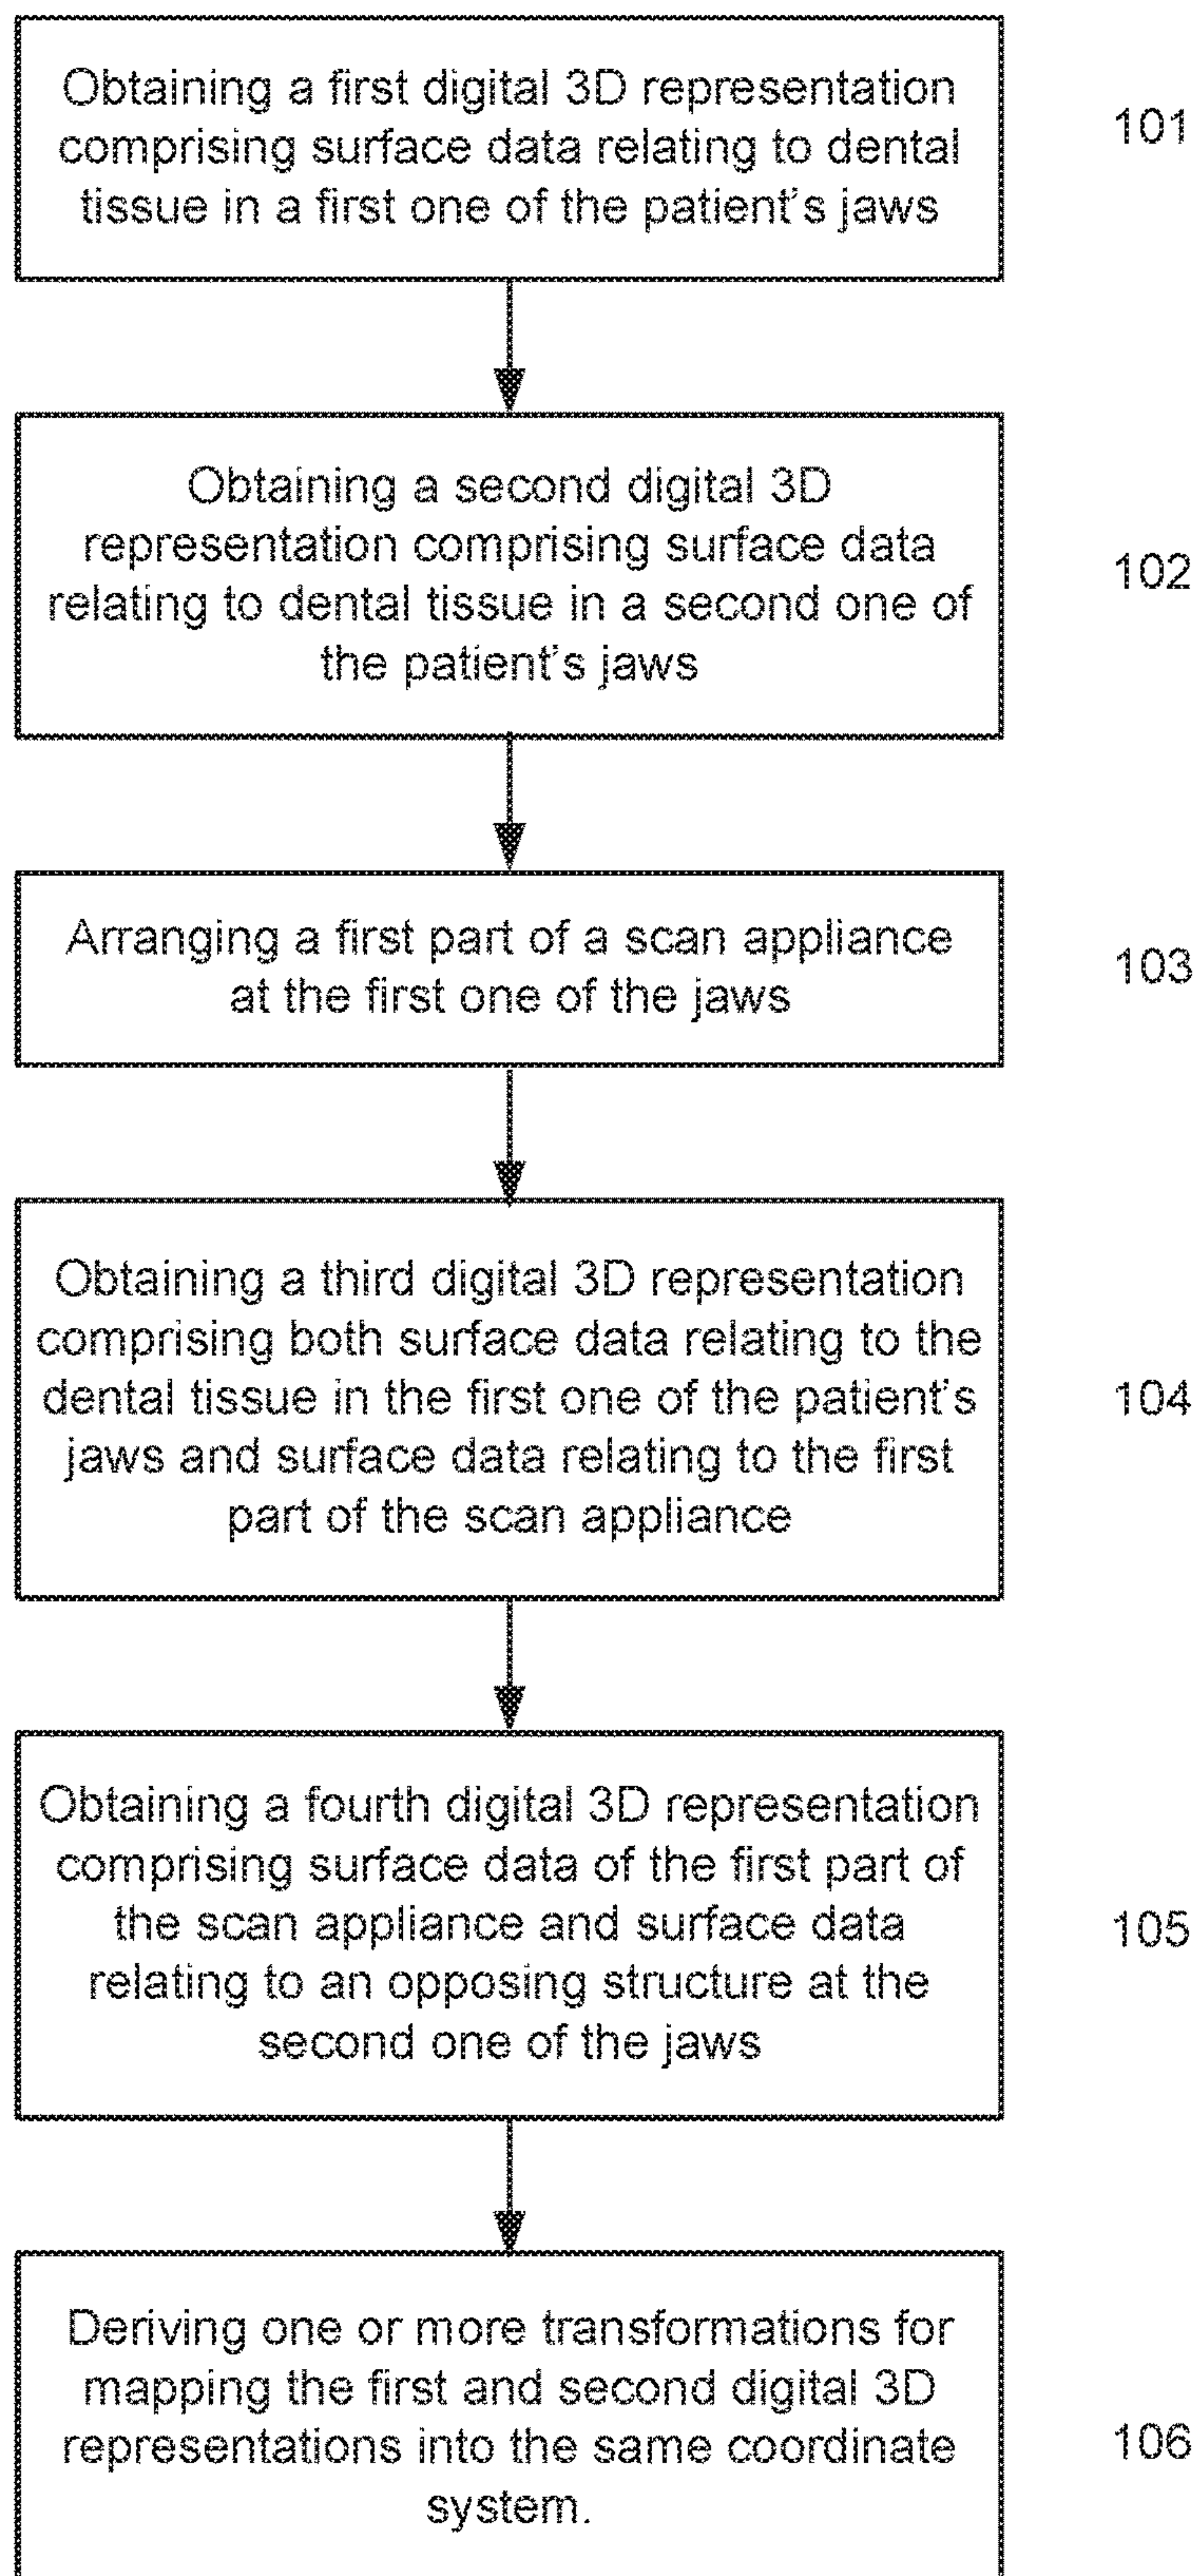 Obtaining a first digital 3D representation
comprising surface data relating to dental
tissue in a first one of the patient's jaws
101
Obtaining a second digital 3D
representation comprising surface data
relating to dental tissue in a second one of
the patient's jaws
102
Arranging a first part of a scan appliance
at the first one of the jaws
103
Obtaining a third digital 3D representation
comprising both surface data relating to the
dental tissue in the first one of the patient's
jaws and surface data relating to the first
part of the scan appliance
104
Obtaining a fourth digital 3D representation
comprising surface data of the first part of
the scan appliance and surface data
relating to an opposing structure at the
second one of the jaws
105
Deriving one or more transformations for
mapping the first and second digital 3D
representations into the same coordinate
system.
106